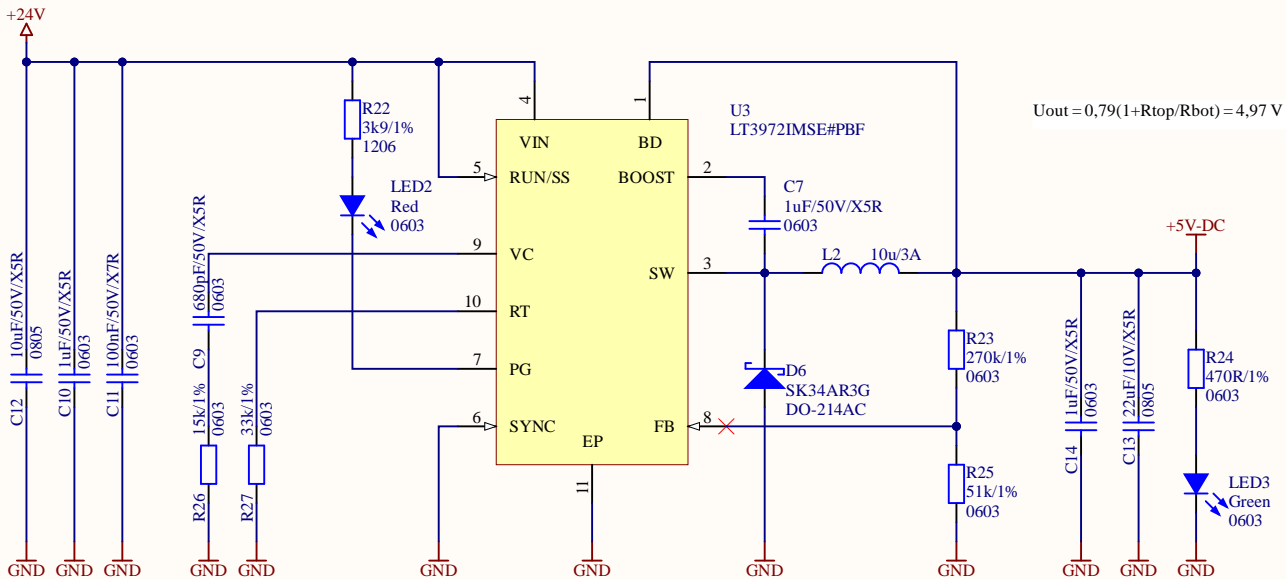 +24V
R22
3k9/1%
1206
LED2
Red
0603
4
1
VIN
BD
U3
LT3972IMSE#PBF
Uout = 0,79(1+Rtop/Rbot) = 4,97 V
5
RUN/SS
BOOST
2
C7
1uF/50V/X5R
0603
9
VC
SW
3
L2
10u/3A
+5V-DC
10
RT
7
PG
6
SYNC
FB
8
EP
11
C12
10uF/50V/X5R
0805
C10
1uF/50V/X5R
0603
C11
100nF/50V/X7R
0603
C9
680pF/50V/X5R
0603
R26
15k/1%
0603
R27
33k/1%
0603
D6
SK34AR3G
DO-214AC
R23
270k/1%
0603
R25
51k/1%
0603
C14
1uF/50V/X5R
0603
C13
22uF/10V/X5R
0805
R24
470R/1%
0603
LED3
Green
0603
GND
GND
GND
GND
GND
GND
GND
GND
GND
GND
GND
GND